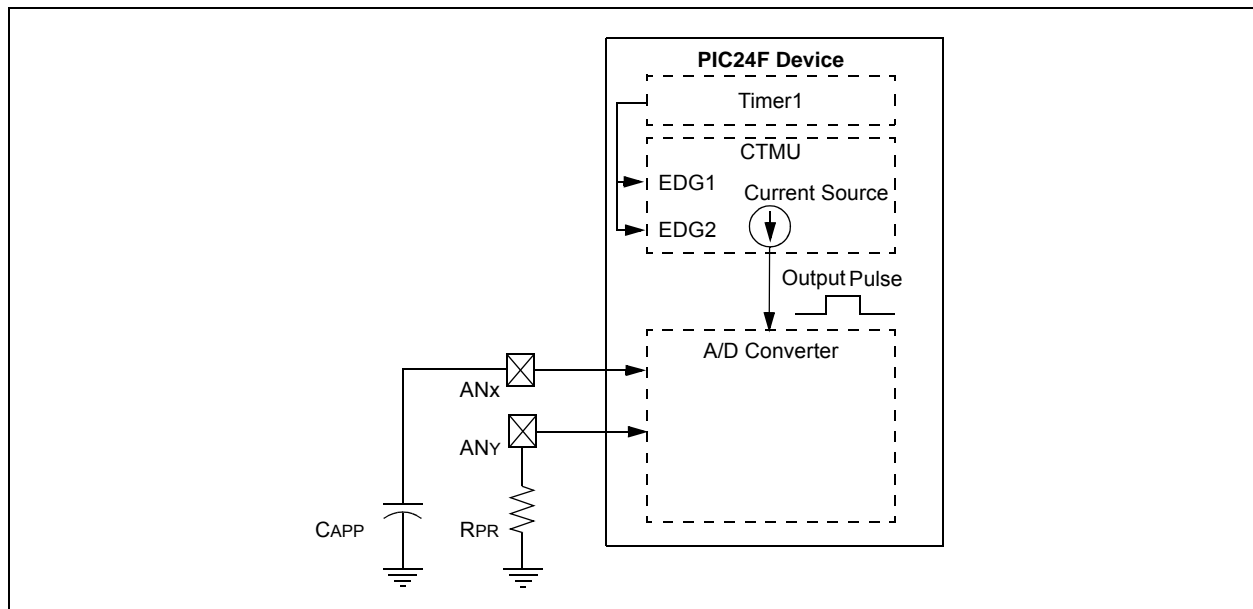 PIC24F Device
Timer1
CTMU
EDG1
Current Source
EDG2
Output Pulse
A/D Converter
ANX
ANY
CAPP
RPR